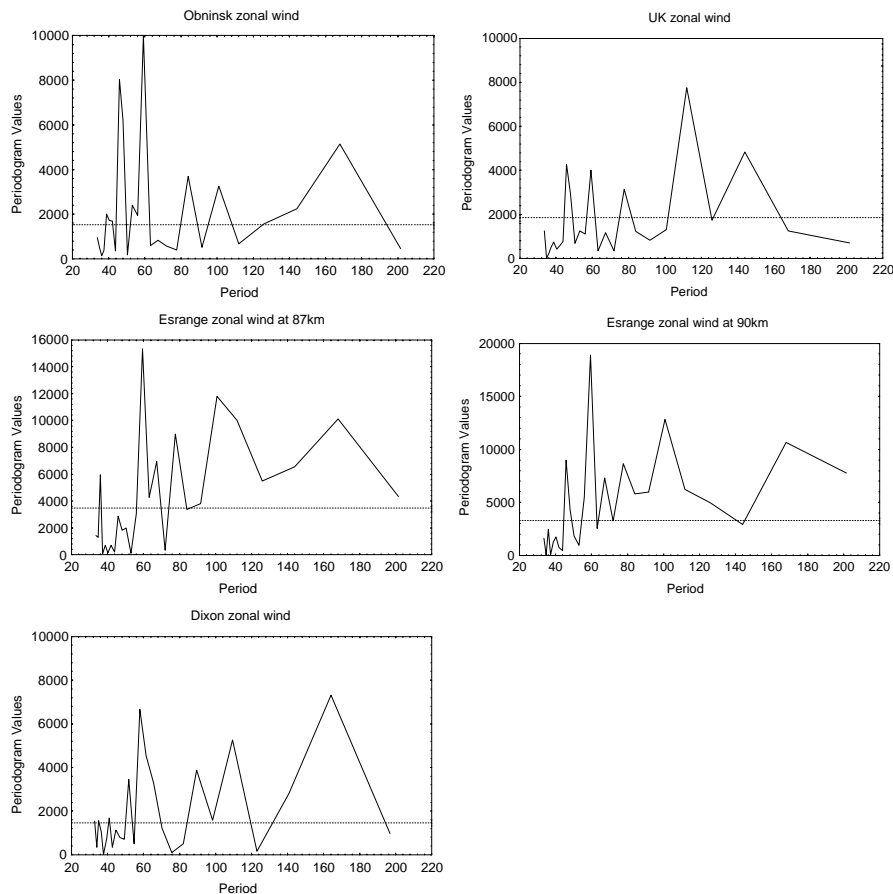 Obninsk zonal wind
Periodogram Values
10000
8000
6000
4000
2000
0
20 40 60 80 100 120 140 160 180 200 220
Period
UK zonal wind
Periodogram Values
10000
8000
6000
4000
2000
0
20 40 60 80 100 120 140 160 180 200 220
Period
Esrange zonal wind at 87km
Periodogram Values
16000
14000
12000
10000
8000
6000
4000
2000
0
20 40 60 80 100 120 140 160 180 200 220
Period
Esrange zonal wind at 90km
Periodogram Values
20000
15000
10000
5000
0
20 40 60 80 100 120 140 160 180 200 220
Period
Dixon zonal wind
Periodogram Values
10000
8000
6000
4000
2000
0
20 40 60 80 100 120 140 160 180 200 220
Period